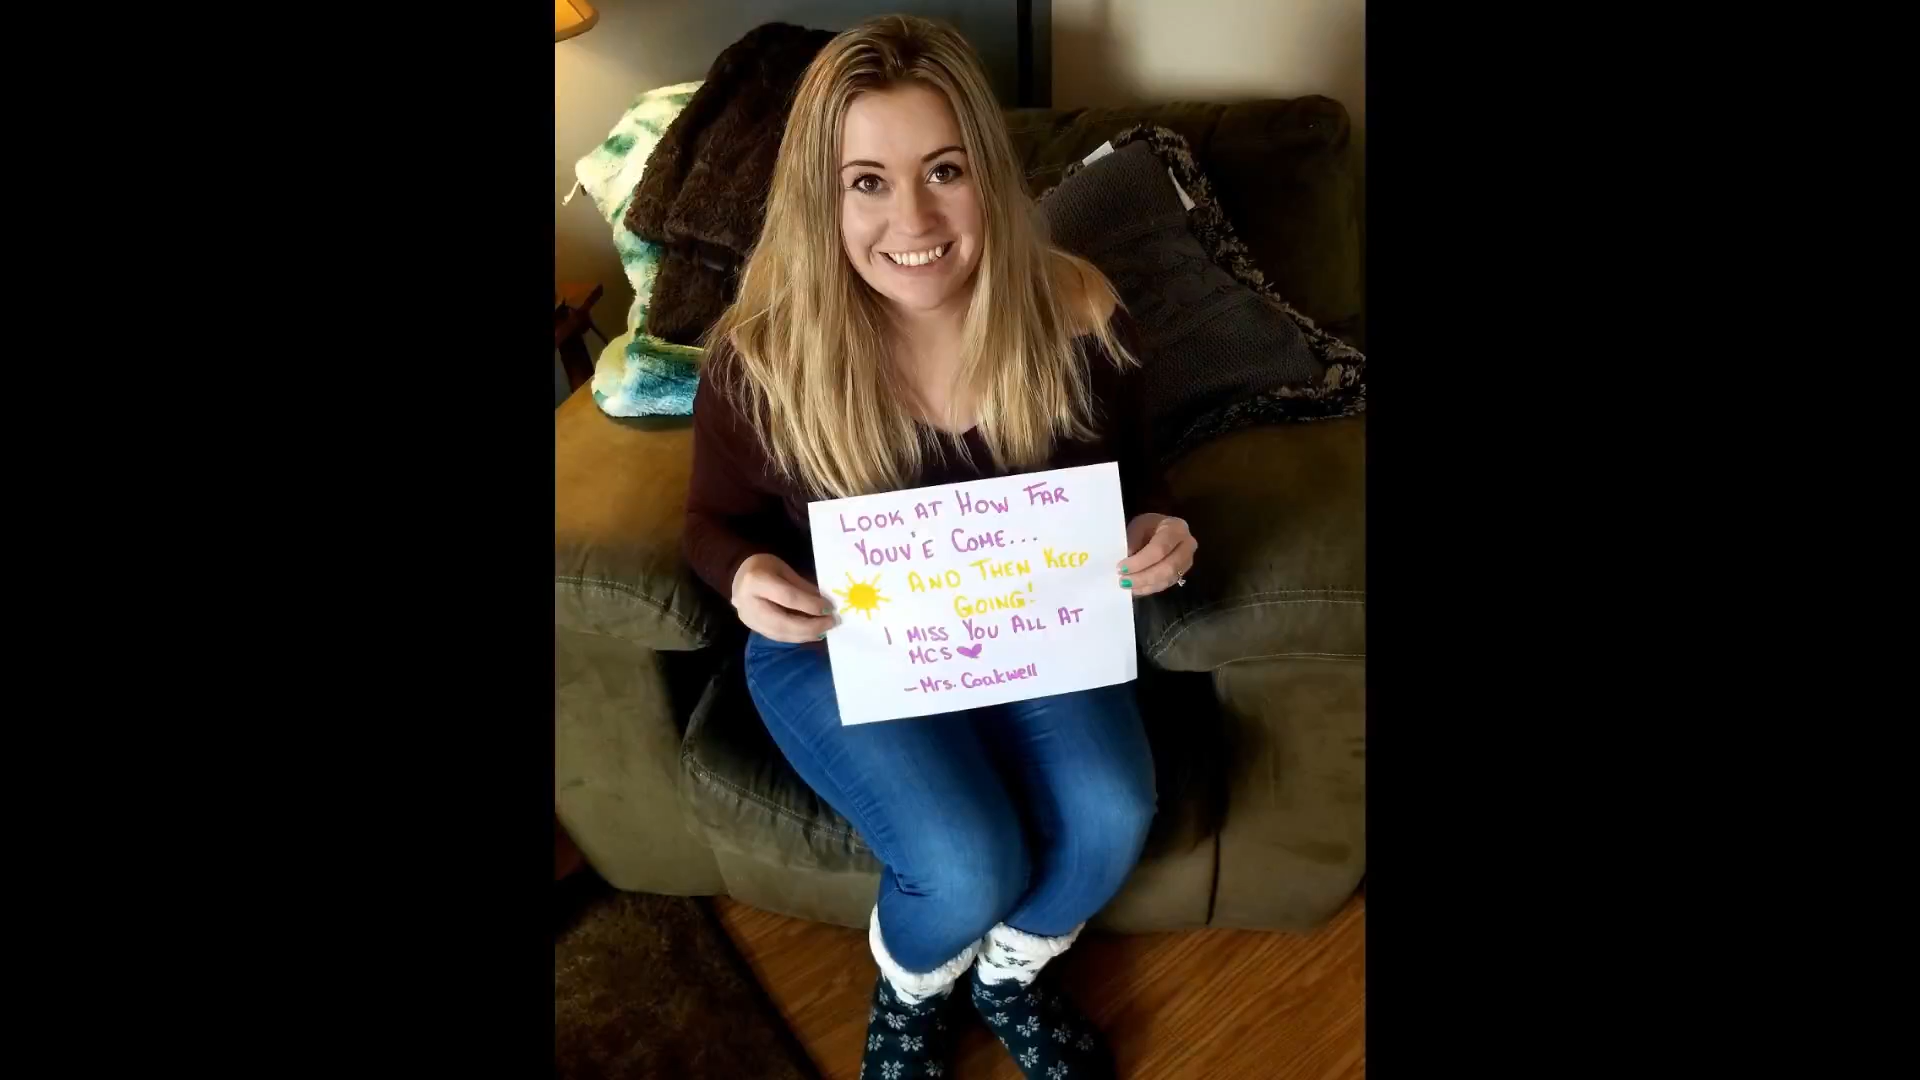 LOOK AT HOW FAR
YOUV'E COME...
AND THEN KEEP
GOING!
I MISS YOU ALL AT
MCS
-Mrs. Coakwell